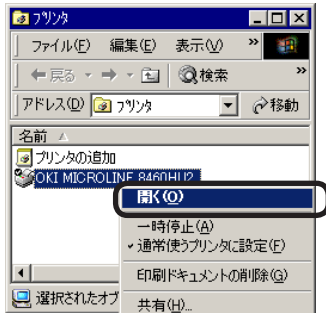 プリンタ
ファイル(F) 編集(E) 表示(V) »
戻る 検索 »
アドレス(D) プリンタ 移動
名前
プリンタの追加
OKI MICROLINE 8460HU2
開く(O)
一時停止(A)
通常使うプリンタに設定(F)
印刷ドキュメントの削除(G)
選択されたオブ
共有(H)...